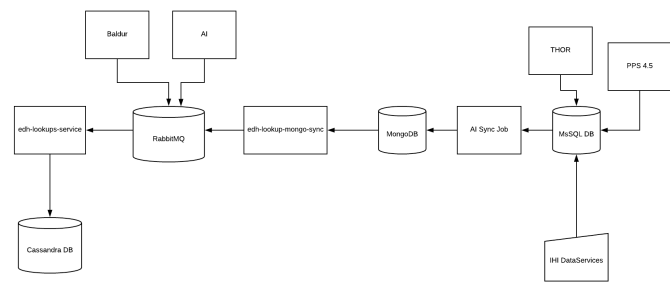 Baldur
AI
THOR
PPS 4.5
edh-lookups-service
RabbitMQ
edh-lookup-mongo-sync
MongoDB
AI Sync Job
MsSQL DB
Cassandra DB
IHI DataServices